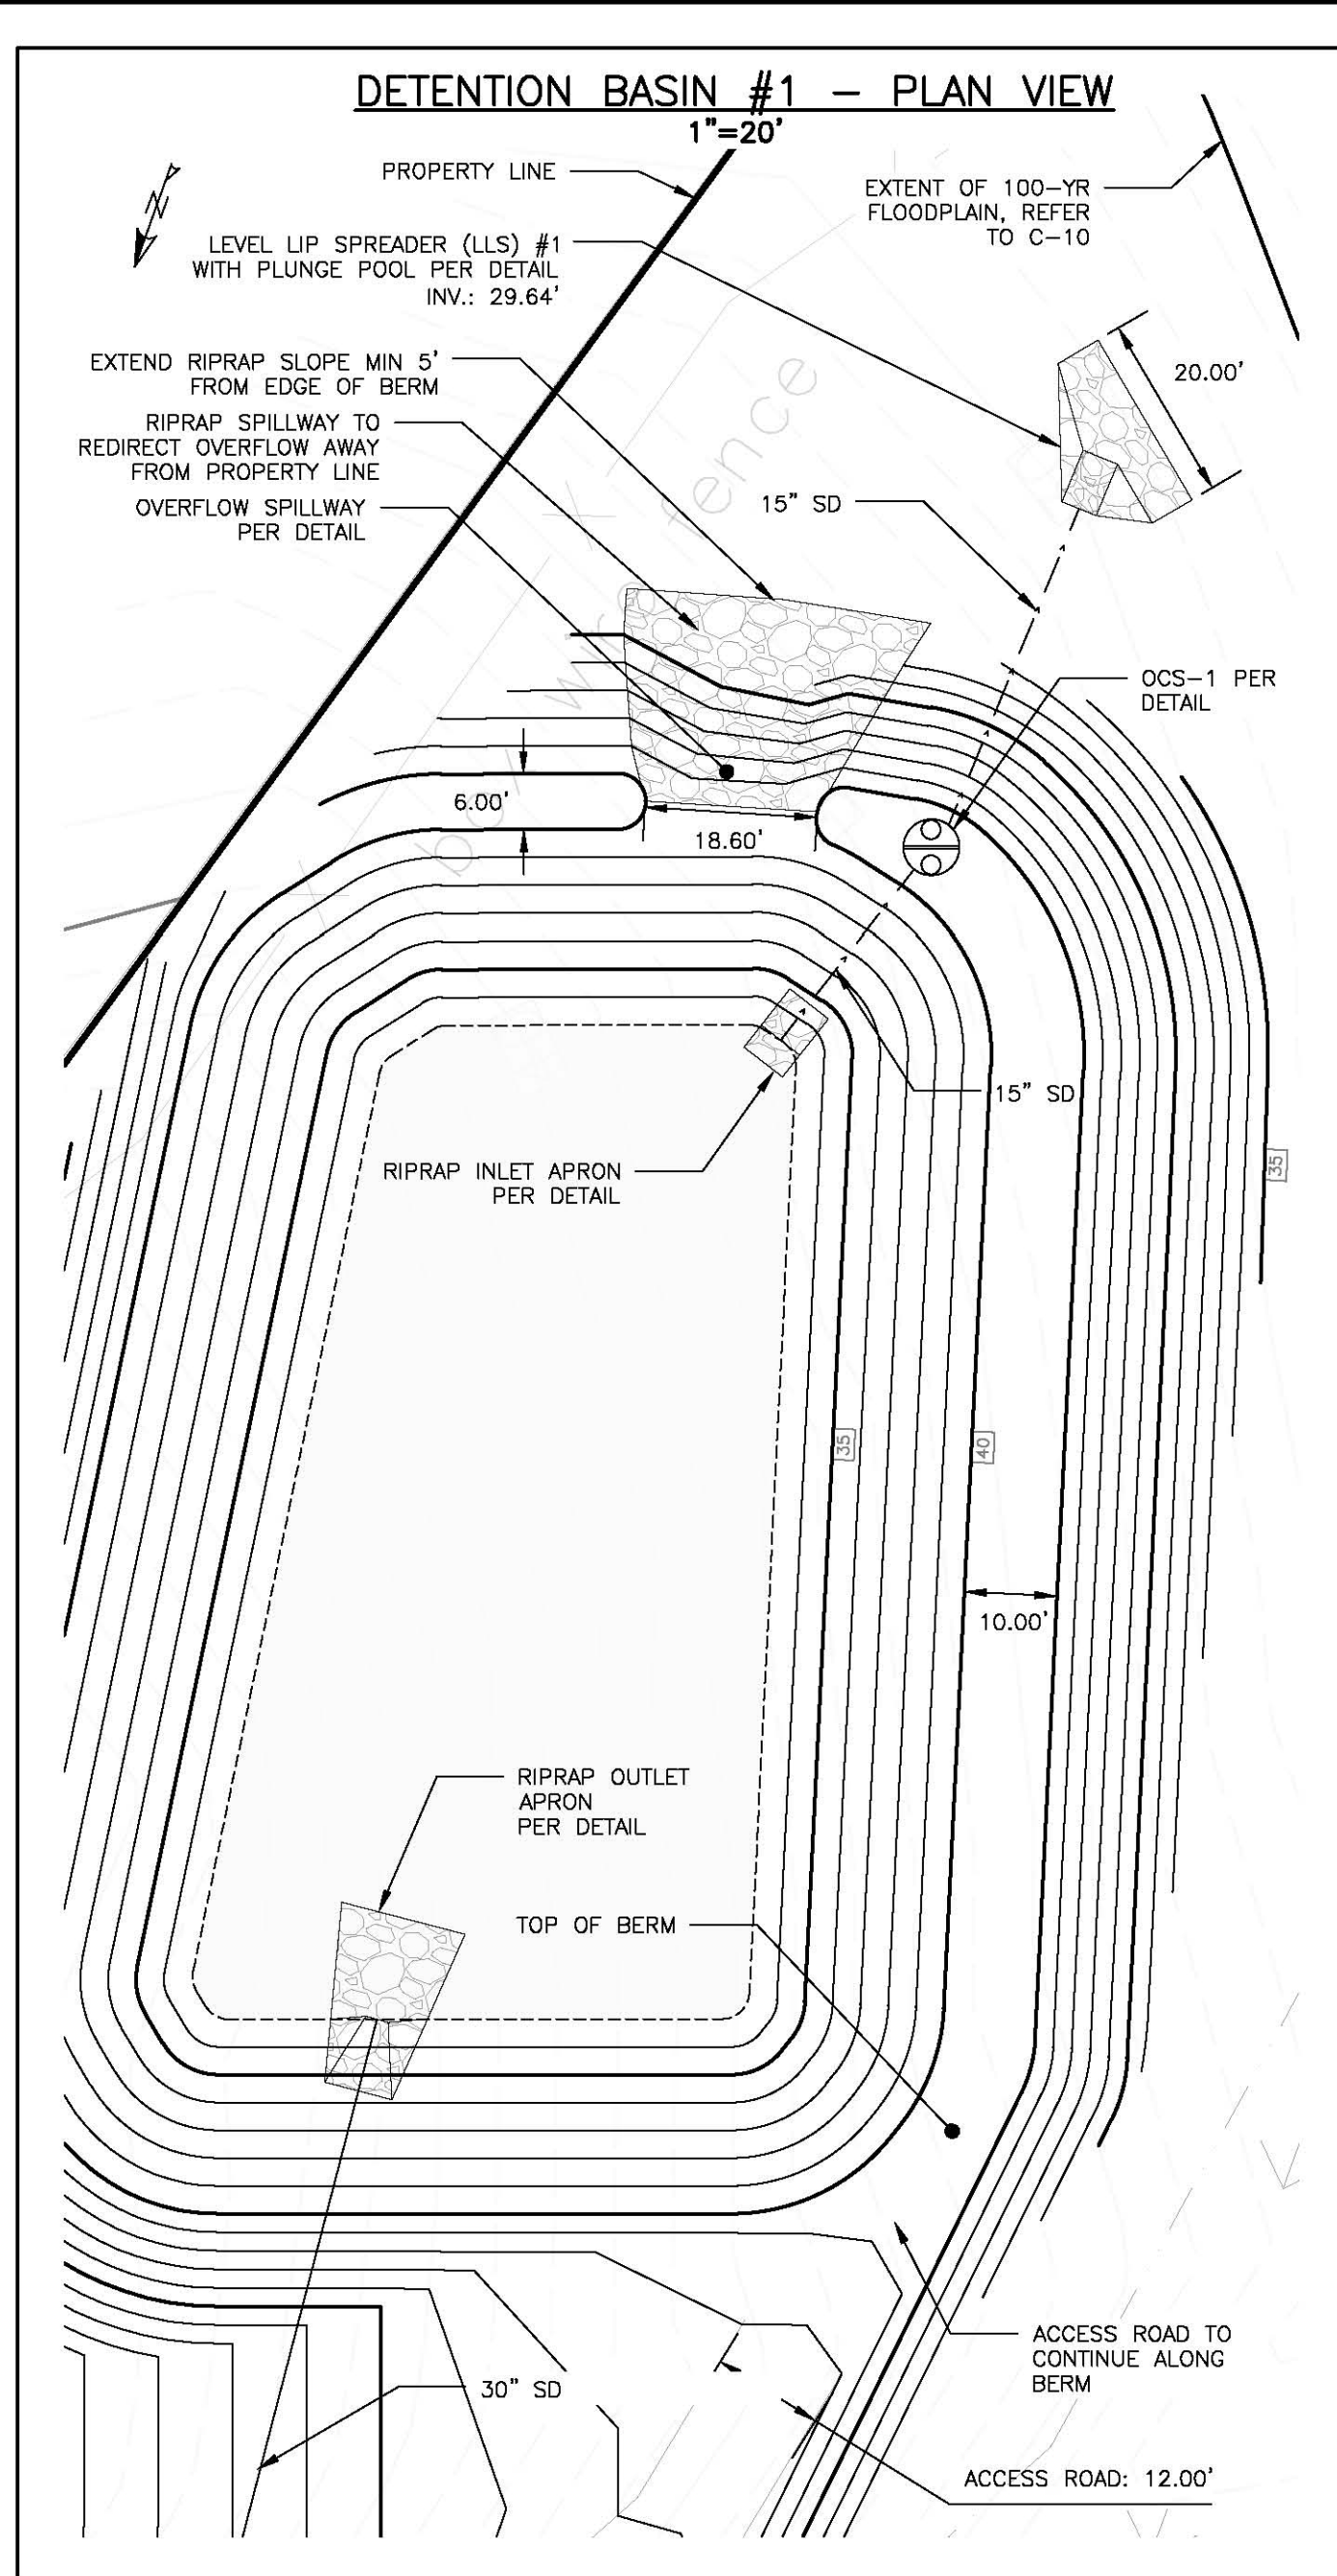 DETENTION BASIN #1 – PLAN VIEW
1"=20'
PROPERTY LINE
EXTENT OF 100–YR
FLOODPLAIN, REFER
TO C–10
N
LEVEL LIP SPREADER (LLS) #1
WITH PLUNGE POOL PER DETAIL
INV.: 29.64'
EXTEND RIPRAP SLOPE MIN 5'
FROM EDGE OF BERM
20.00'
RIPRAP SPILLWAY TO
REDIRECT OVERFLOW AWAY
FROM PROPERTY LINE
OVERFLOW SPILLWAY
PER DETAIL
15" SD
box wire fence
OCS–1 PER
DETAIL
6.00'
18.60'
15" SD
RIPRAP INLET APRON
PER DETAIL
35
35
40
10.00'
RIPRAP OUTLET
APRON
PER DETAIL
TOP OF BERM
ACCESS ROAD TO
CONTINUE ALONG
BERM
30" SD
ACCESS ROAD: 12.00'